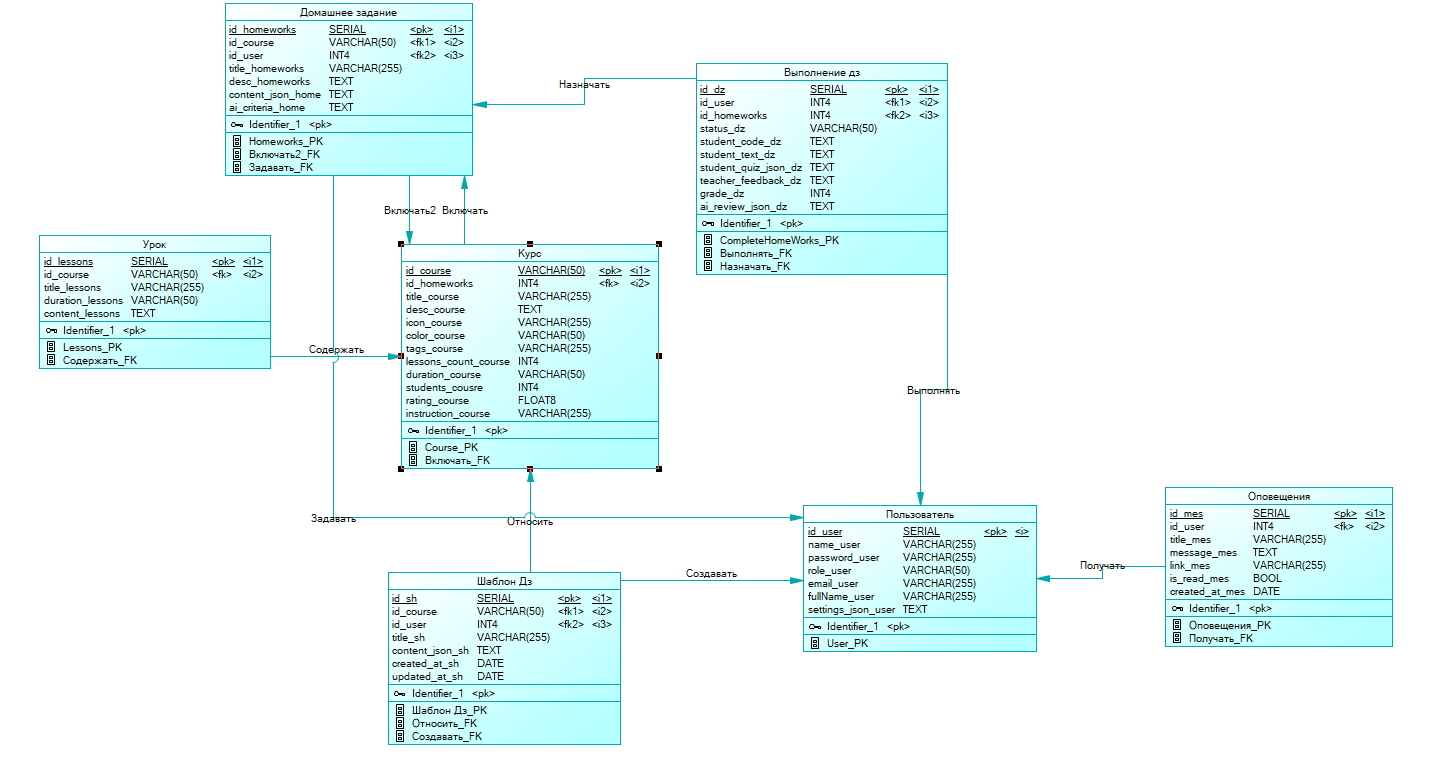 Домашнее задание
id_homeworks SERIAL <pk> <i1>
id_course VARCHAR(50) <fk1> <i2>
id_user INT4 <fk2> <i3>
title_homeworks VARCHAR(255)
desc_homeworks TEXT
content_json_home TEXT
ai_criteria_home TEXT
Identifier_1 <pk>
Homeworks_PK
Включать2_FK
Задавать_FK
Назначать
Выполнение дз
id_dz SERIAL <pk> <i1>
id_user INT4 <fk1> <i2>
id_homeworks INT4 <fk2> <i3>
status_dz VARCHAR(50)
student_code_dz TEXT
student_text_dz TEXT
student_quiz_json_dz TEXT
teacher_feedback_dz TEXT
grade_dz INT4
ai_review_json_dz TEXT
Identifier_1 <pk>
CompleteHomeWorks_PK
Выполнять_FK
Назначать_FK
Включать2 Включать
Урок
id_lessons SERIAL <pk> <i1>
id_course VARCHAR(50) <fk> <i2>
title_lessons VARCHAR(255)
duration_lessons VARCHAR(50)
content_lessons TEXT
Identifier_1 <pk>
Lessons_PK
Содержать_FK
Содержать
Курс
id_course VARCHAR(50) <pk> <i1>
id_homeworks INT4 <fk> <i2>
title_course VARCHAR(255)
desc_course TEXT
icon_course VARCHAR(255)
color_course VARCHAR(50)
tags_course VARCHAR(255)
lessons_count_course INT4
duration_course VARCHAR(50)
students_cousre INT4
rating_course FLOAT8
instruction_course VARCHAR(255)
Identifier_1 <pk>
Course_PK
Включать_FK
Выполнять
Задавать
Относить
Пользователь
id_user SERIAL <pk> <i>
name_user VARCHAR(255)
password_user VARCHAR(255)
role_user VARCHAR(50)
email_user VARCHAR(255)
fullName_user VARCHAR(255)
settings_json_user TEXT
Identifier_1 <pk>
User_PK
Получать
Оповещения
id_mes SERIAL <pk> <i1>
id_user INT4 <fk> <i2>
title_mes VARCHAR(255)
message_mes TEXT
link_mes VARCHAR(255)
is_read_mes BOOL
created_at_mes DATE
Identifier_1 <pk>
Оповещения_PK
Получать_FK
Создавать
Шаблон Дз
id_sh SERIAL <pk> <i1>
id_course VARCHAR(50) <fk1> <i2>
id_user INT4 <fk2> <i3>
title_sh VARCHAR(255)
content_json_sh TEXT
created_at_sh DATE
updated_at_sh DATE
Identifier_1 <pk>
Шаблон Дз_PK
Относить_FK
Создавать_FK